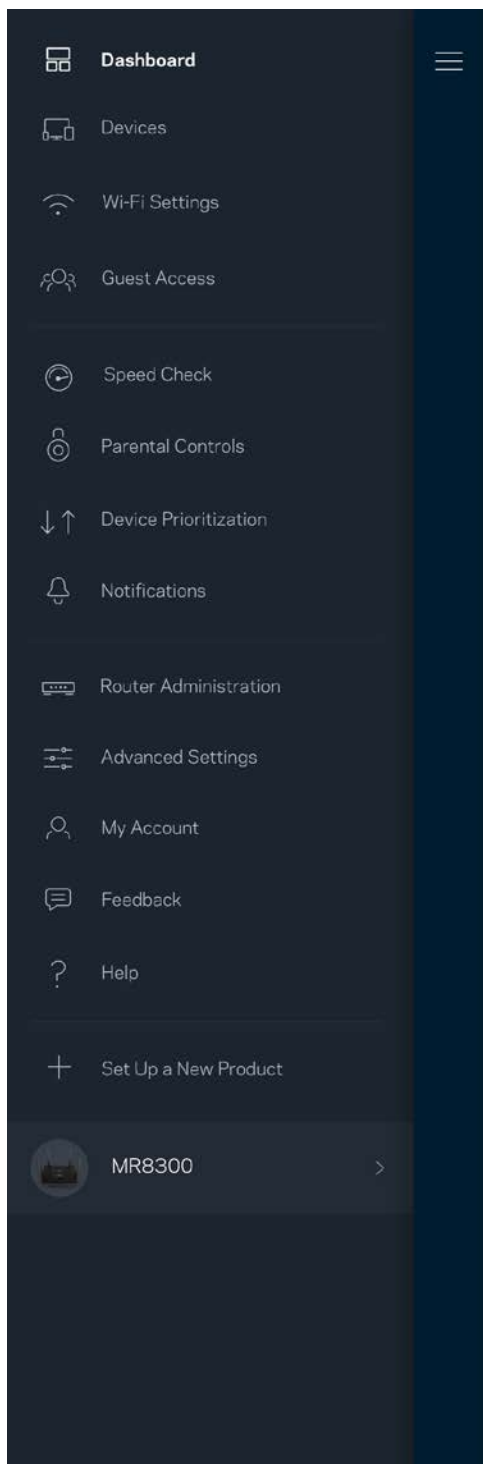 Dashboard
Devices
Wi-Fi Settings
Guest Access
Speed Check
Parental Controls
Device Prioritization
Notifications
Router Administration
Advanced Settings
My Account
Feedback
Help
Set Up a New Product
MR8300